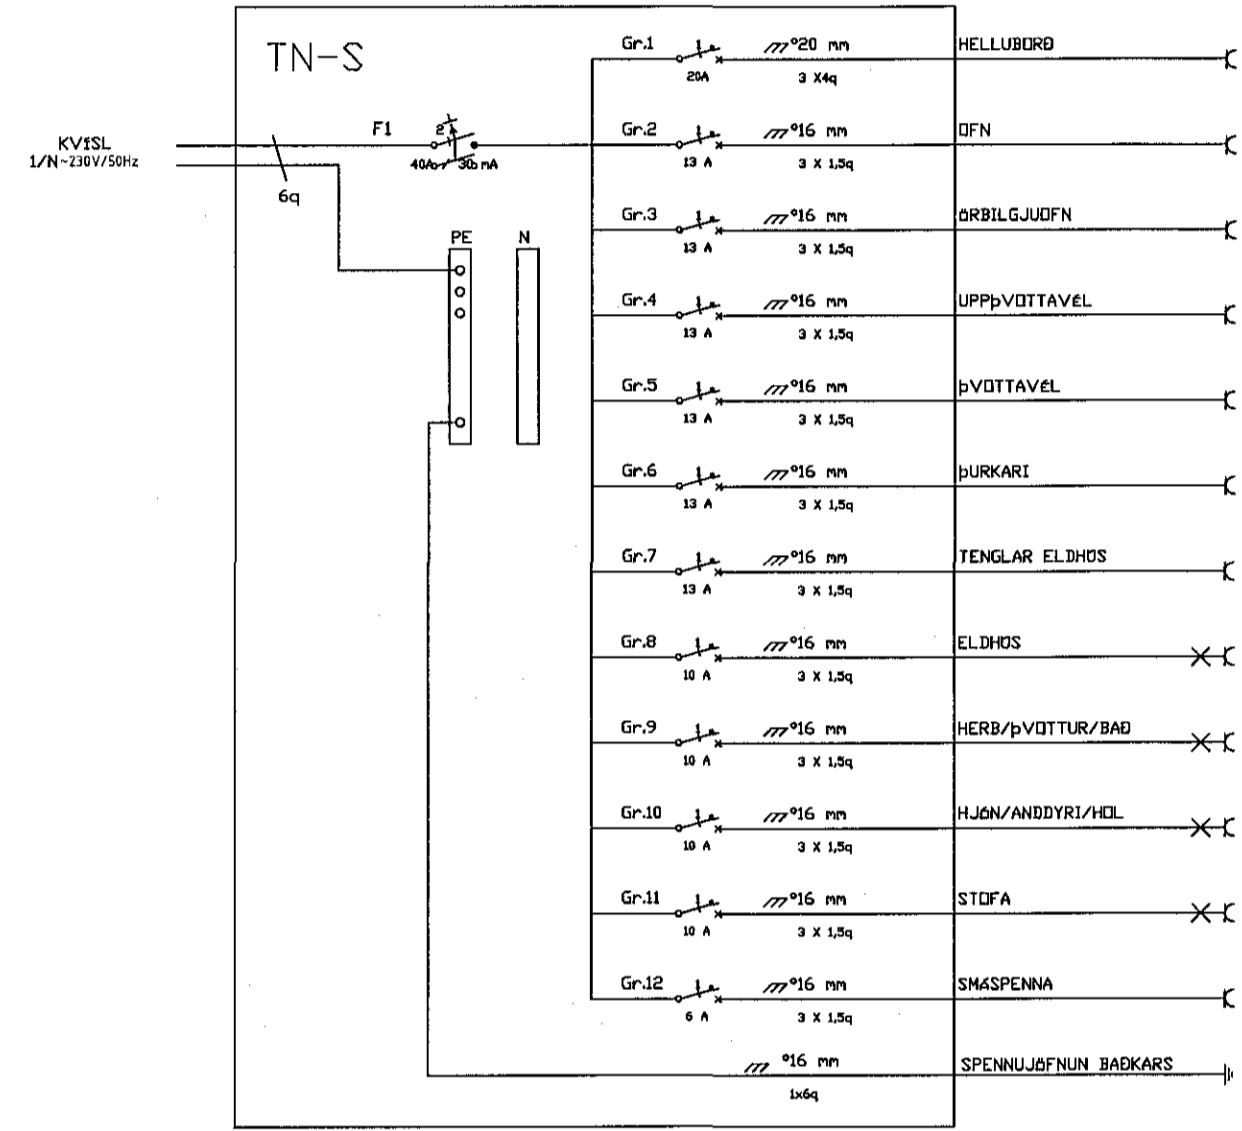 TN-S
KVÍSL
1/N~230V/50Hz
6q
F1
2
40A 30mA
PE N
Gr.1 20A °20 mm 3 X4q HELLUBORÐ
Gr.2 13 A °16 mm 3 X 1,5q OFN
Gr.3 13 A °16 mm 3 X 1,5q ÖRBILGJUOFN
Gr.4 13 A °16 mm 3 X 1,5q UPPÞVOTTAVÉL
Gr.5 13 A °16 mm 3 X 1,5q ÞVOTTAVÉL
Gr.6 13 A °16 mm 3 X 1,5q ÞURKARI
Gr.7 13 A °16 mm 3 X 1,5q TENGLAR ELDHÚS
Gr.8 10 A °16 mm 3 X 1,5q ELDHÚS
Gr.9 10 A °16 mm 3 X 1,5q HERB/ÞVOTTUR/BAÐ
Gr.10 10 A °16 mm 3 X 1,5q HJÓN/ANDDYRI/HOL
Gr.11 10 A °16 mm 3 X 1,5q STOFA
Gr.12 6 A °16 mm 3 X 1,5q SMÁSPENNA
°16 mm 1x6q SPENNUJÖFNUN BAÐKARS